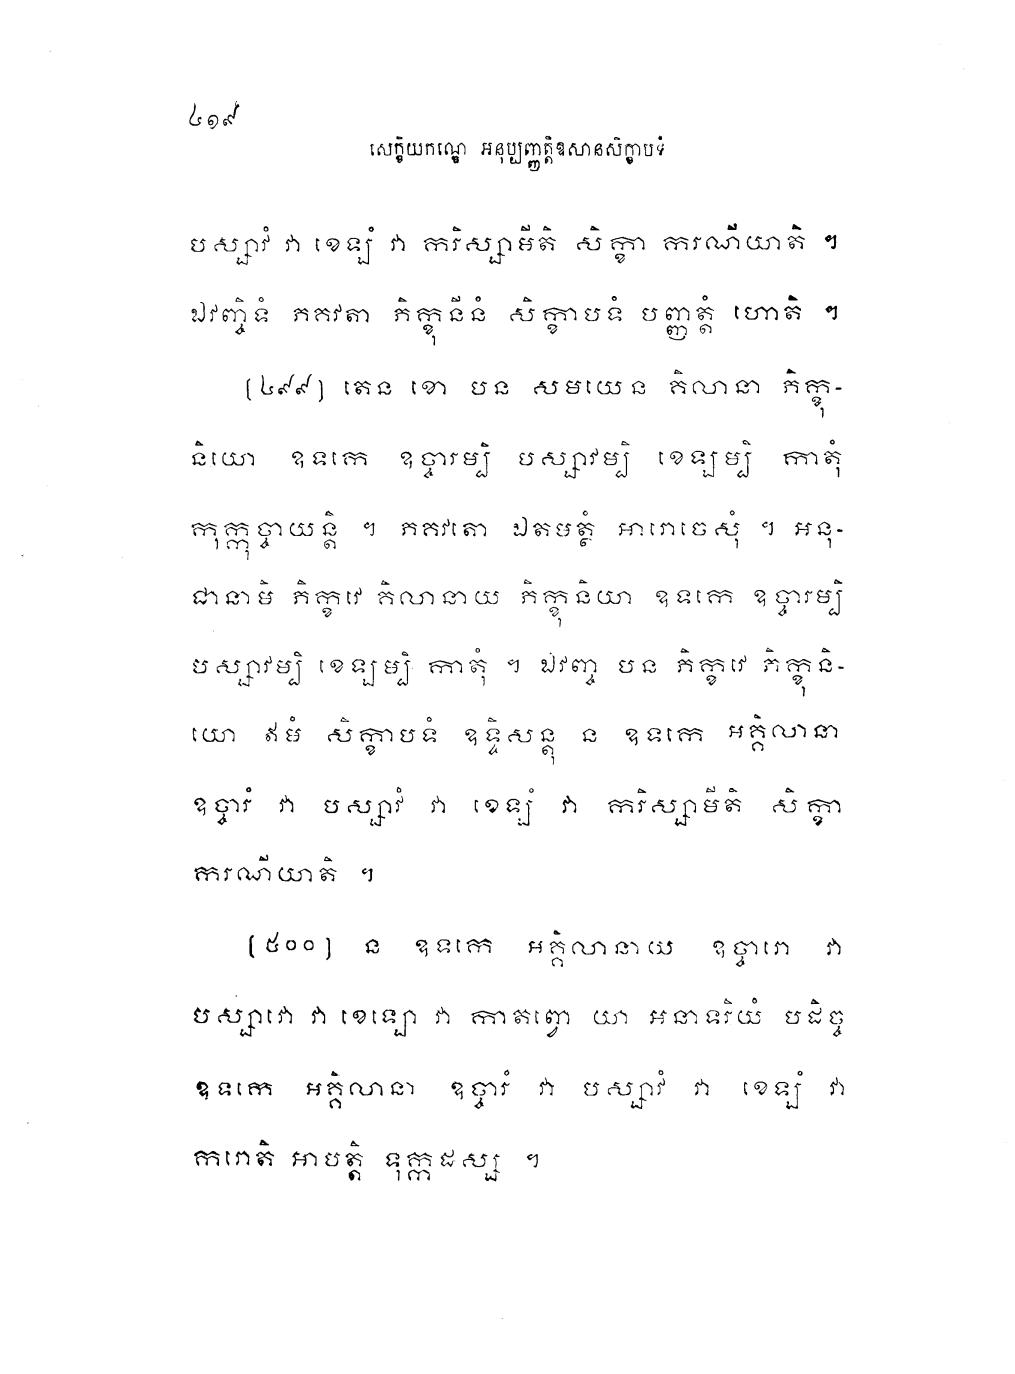 ៤១៩
សេក្ខិយកណ្ឌេ អនុប្បញ្ញត្តិឱសានសិក្ខាបទំ
បស្សាវំ វា ខេឡំ វា ករិស្សាមីតិ សិក្ខា ករណីយាតិ ។
ឯវញ្ចិទំ ភគវតា ភិក្ខុនីនំ សិក្ខាបទំ បញ្ញត្តំ ហោតិ ។
(៤៩៩) តេន ខោ បន សមយេន គិលានា ភិក្ខុ-
និយោ ឧទកេ ឧច្ចារម្បិ បស្សាវម្បិ ខេឡម្បិ កាតុំ
កុក្កុច្ចាយន្តិ ។ ភគវតោ ឯតមត្ថំ អារោចេសុំ ។ អនុ-
ជានាមិ ភិក្ខវេ គិលានាយ ភិក្ខុនិយា ឧទកេ ឧច្ចារម្បិ
បស្សាវម្បិ ខេឡម្បិ កាតុំ ។ ឯវញ្ច បន ភិក្ខវេ ភិក្ខុនិ-
យោ ឥមំ សិក្ខាបទំ ឧទ្ទិសន្តុ ន ឧទកេ អគិលានា
ឧច្ចារំ វា បស្សាវំ វា ខេឡំ វា ករិស្សាមីតិ សិក្ខា
ករណីយាតិ ។
(៥០០) ន ឧទកេ អគ្គិលានាយ ឧច្ចារោ វា
បស្សាវោ វា ខេឡោ វា កាតព្វោ យា អនាទរិយំ បដិច្ច
ឧទកេ អគ្គិលានា ឧច្ចារំ វា បស្សាវំ វា ខេឡំ វា
ករោតិ អាបត្តិ ទុក្កដស្ស ។